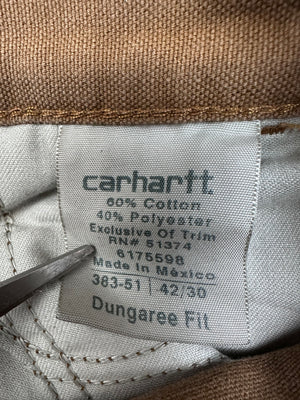 carhartt
60% Cotton
40% Polyester
Exclusive Of Trim
RN# 51374
6175598
Made in México
383-51 | 42/30
Dungaree Fit